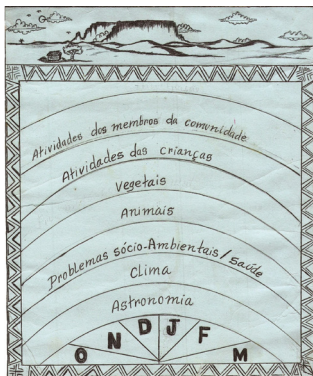 Atividades dos membros da comunidade
Atividades das crianças
Vegetais
Animais
Problemas sócio-Ambientais/saúde
Clima
Astronomia
O N D J F M